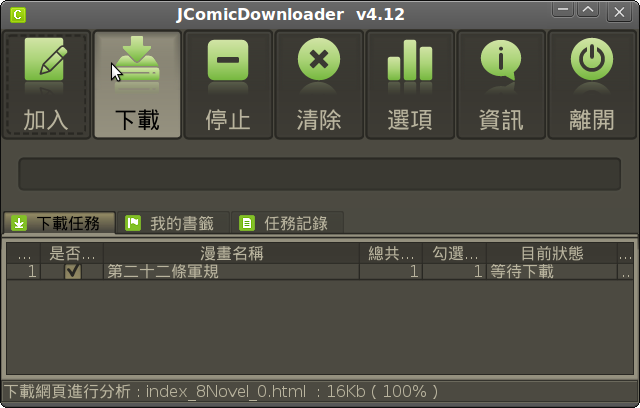 C JComicDownloader v4.12
加入 下載 停止 清除 選項 資訊 離開
下載任務 我的書籤 任務記錄
... 是否... 漫畫名稱 總共... 勾選... 目前狀態 ...
1 第二十二條軍規 1 1 等待下載 ..
下載網頁進行分析 : index_8Novel_0.html : 16Kb ( 100% )